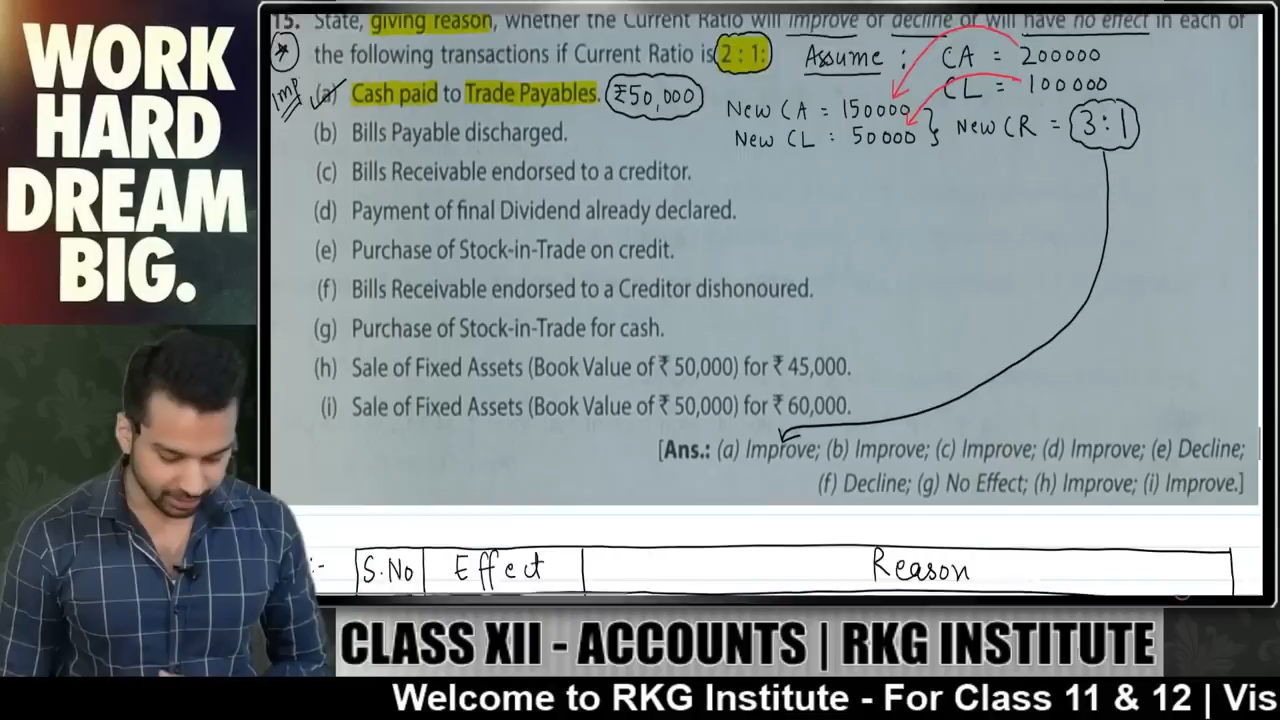 WORK
HARD
DREAM
BIG.
15. State, giving reason, whether the Current Ratio will improve or decline or will have no effect in each of
the following transactions if Current Ratio is 2 : 1:
Assume : CA = 200000
CL = 100000
Imp
(a) Cash paid to Trade Payables. ₹50,000
New CA = 150000
New CL : 50000 } New CR = 3:1
(b) Bills Payable discharged.
(c) Bills Receivable endorsed to a creditor.
(d) Payment of final Dividend already declared.
(e) Purchase of Stock-in-Trade on credit.
(f) Bills Receivable endorsed to a Creditor dishonoured.
(g) Purchase of Stock-in-Trade for cash.
(h) Sale of Fixed Assets (Book Value of ₹ 50,000) for ₹ 45,000.
(i) Sale of Fixed Assets (Book Value of ₹ 50,000) for ₹ 60,000.
[Ans.: (a) Improve; (b) Improve; (c) Improve; (d) Improve; (e) Decline;
(f) Decline; (g) No Effect; (h) Improve; (i) Improve.]
:- S.No Effect Reason
CLASS XII - ACCOUNTS | RKG INSTITUTE
Welcome to RKG Institute - For Class 11 & 12 | Vis